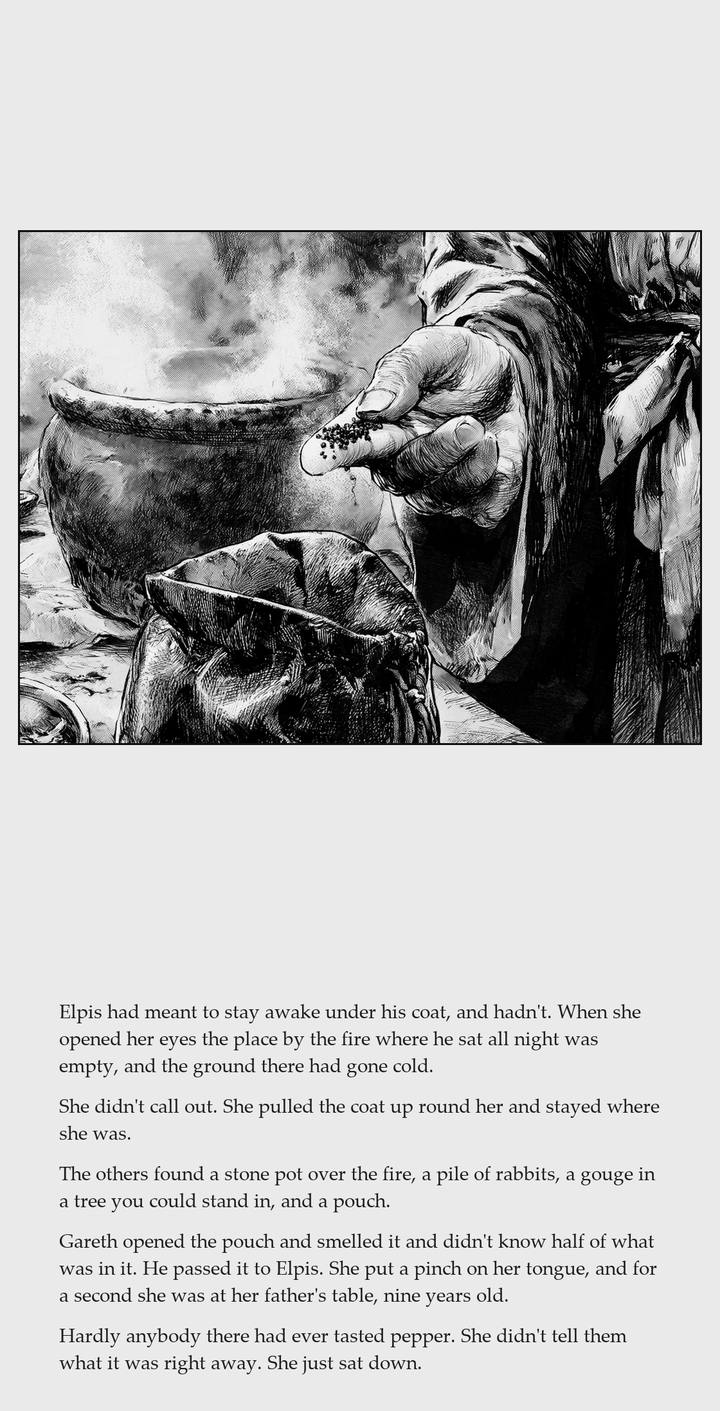 Elpis had meant to stay awake under his coat, and hadn't. When she
opened her eyes the place by the fire where he sat all night was
empty, and the ground there had gone cold.
She didn't call out. She pulled the coat up round her and stayed where
she was.
The others found a stone pot over the fire, a pile of rabbits, a gouge in
a tree you could stand in, and a pouch.
Gareth opened the pouch and smelled it and didn't know half of what
was in it. He passed it to Elpis. She put a pinch on her tongue, and for
a second she was at her father's table, nine years old.
Hardly anybody there had ever tasted pepper. She didn't tell them
what it was right away. She just sat down.